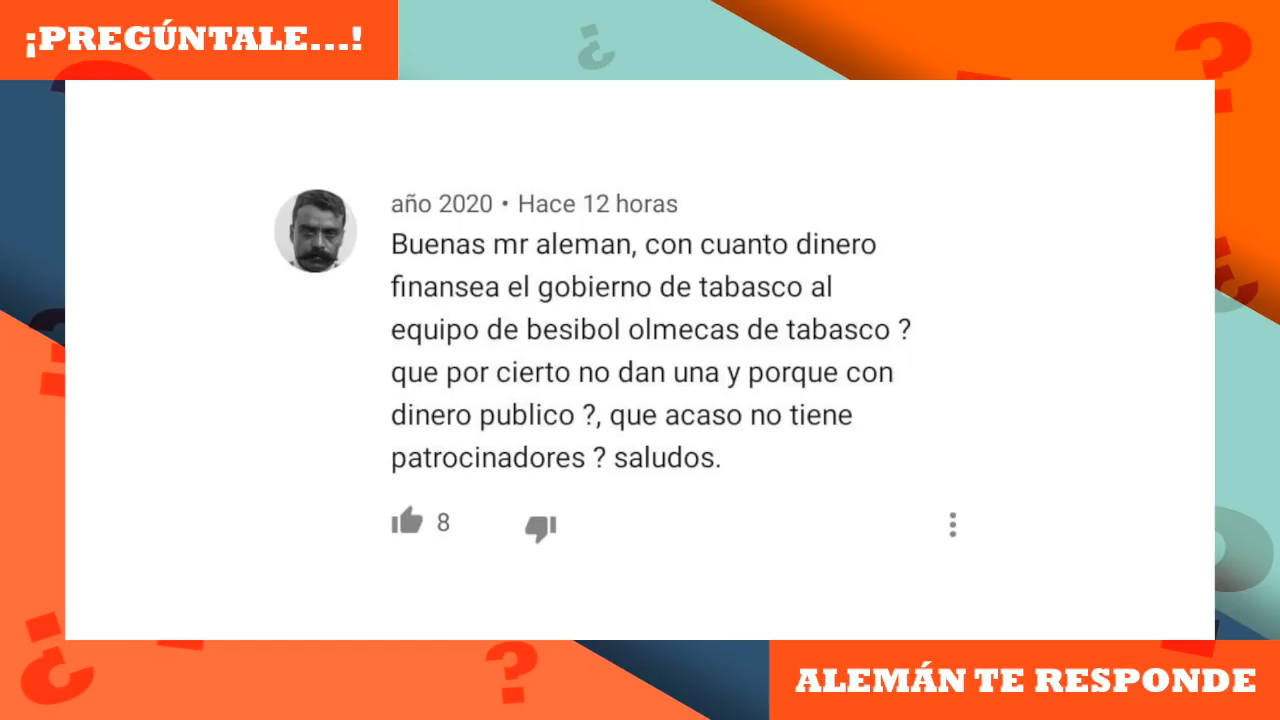 ¡PREGÚNTALE...!
año 2020 • Hace 12 horas
Buenas mr aleman, con cuanto dinero
finansea el gobierno de tabasco al
equipo de besibol olmecas de tabasco ?
que por cierto no dan una y porque con
dinero publico ?, que acaso no tiene
patrocinadores ? saludos.
8
ALEMÁN TE RESPONDE